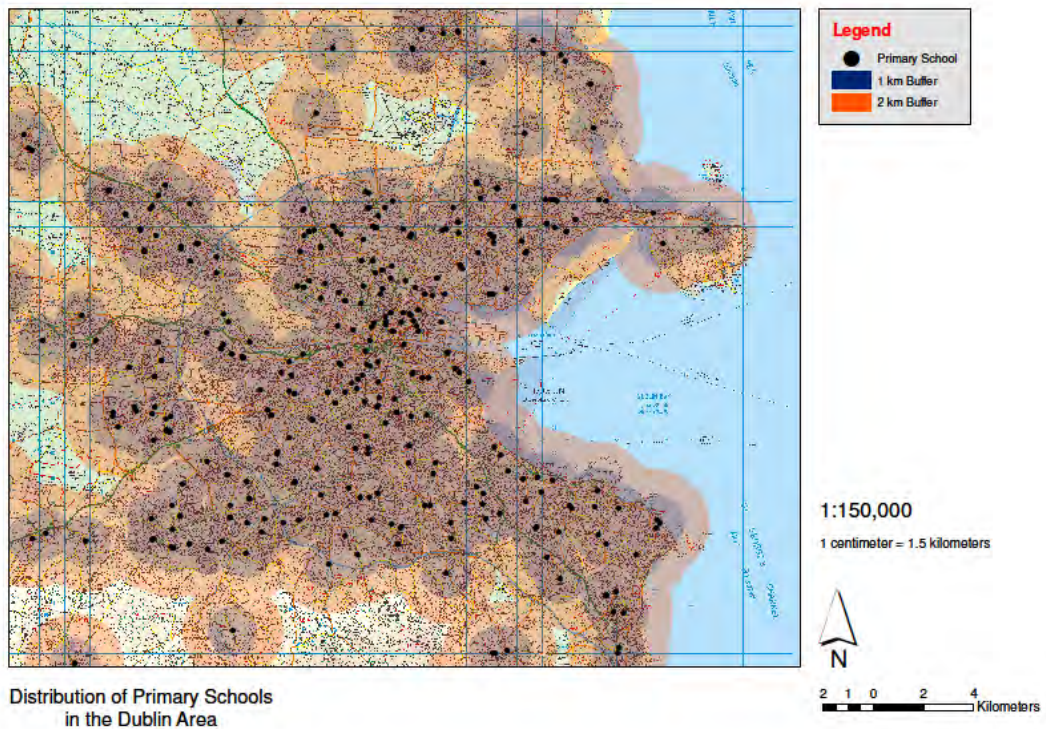 Legend
Primary School
1 km Buffer
2 km Buffer
1:150,000
1 centimeter = 1.5 kilometers
N
2 1 0 2 4
Kilometers
Distribution of Primary Schools
in the Dublin Area